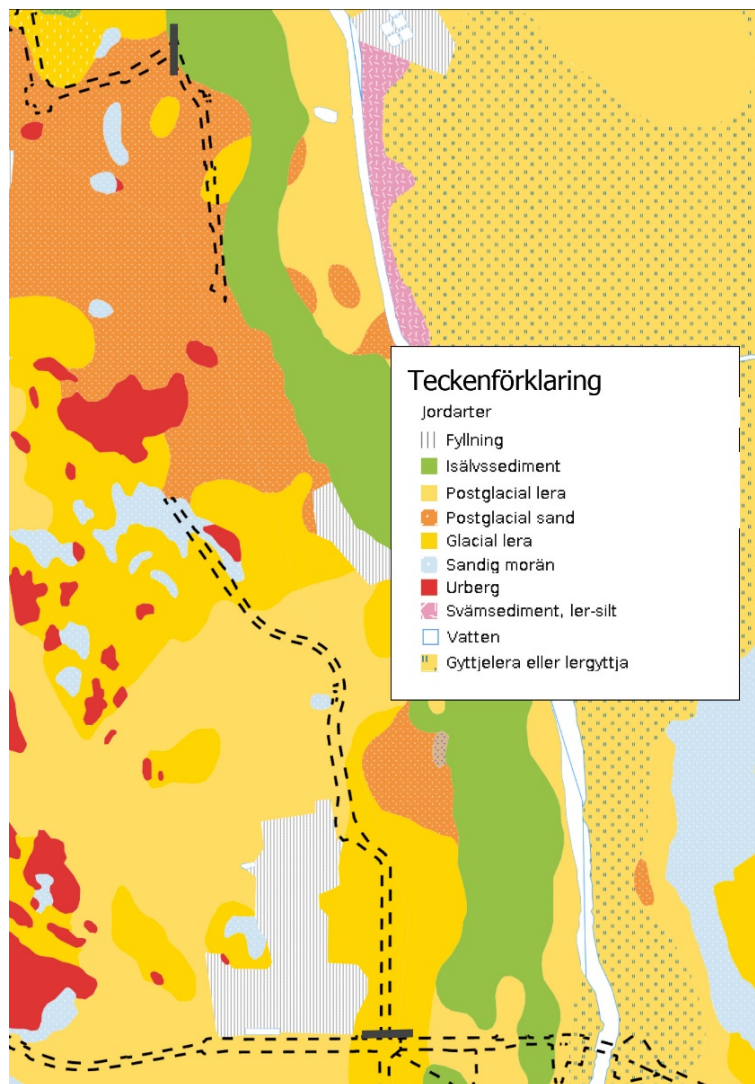 Teckenförklaring
Jordarter
Fyllning
Isälvssediment
Postglacial lera
Postglacial sand
Glacial lera
Sandig morän
Urberg
Svämsediment, ler-silt
Vatten
Gyttjelera eller lergyttja